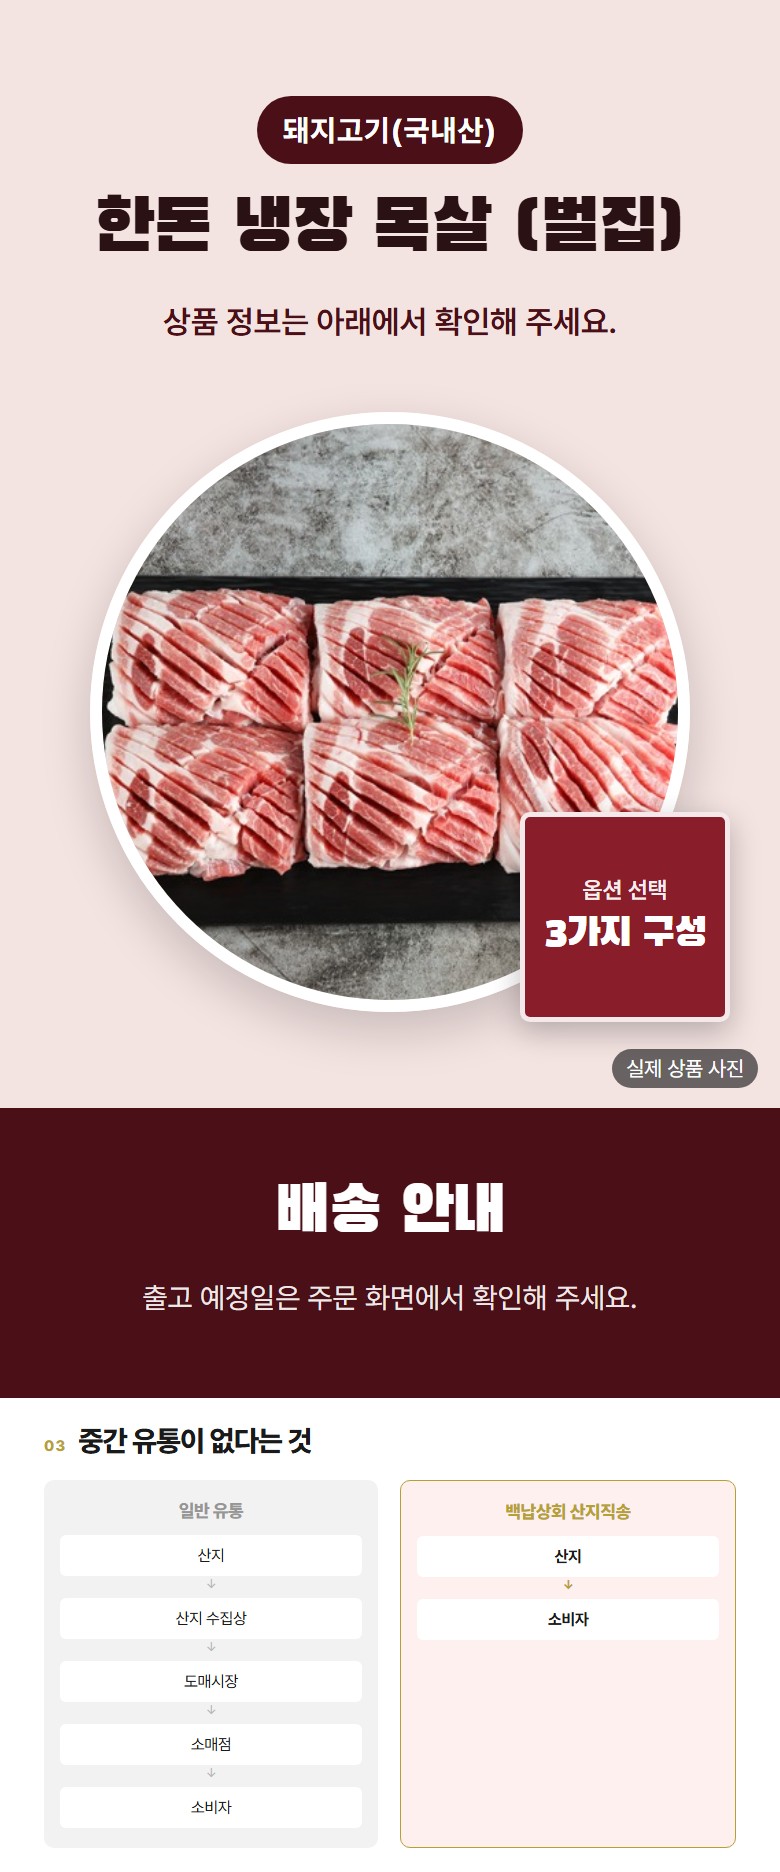 돼지고기(국내산)
한돈 냉장 목살 (벌집)
상품 정보는 아래에서 확인해 주세요.
옵션 선택
3가지 구성
실제 상품 사진
배송 안내
출고 예정일은 주문 화면에서 확인해 주세요.
03 중간 유통이 없다는 것
일반 유통
산지
↓
산지 수집상
↓
도매시장
↓
소매점
↓
소비자
백납상회 산지직송
산지
↓
소비자